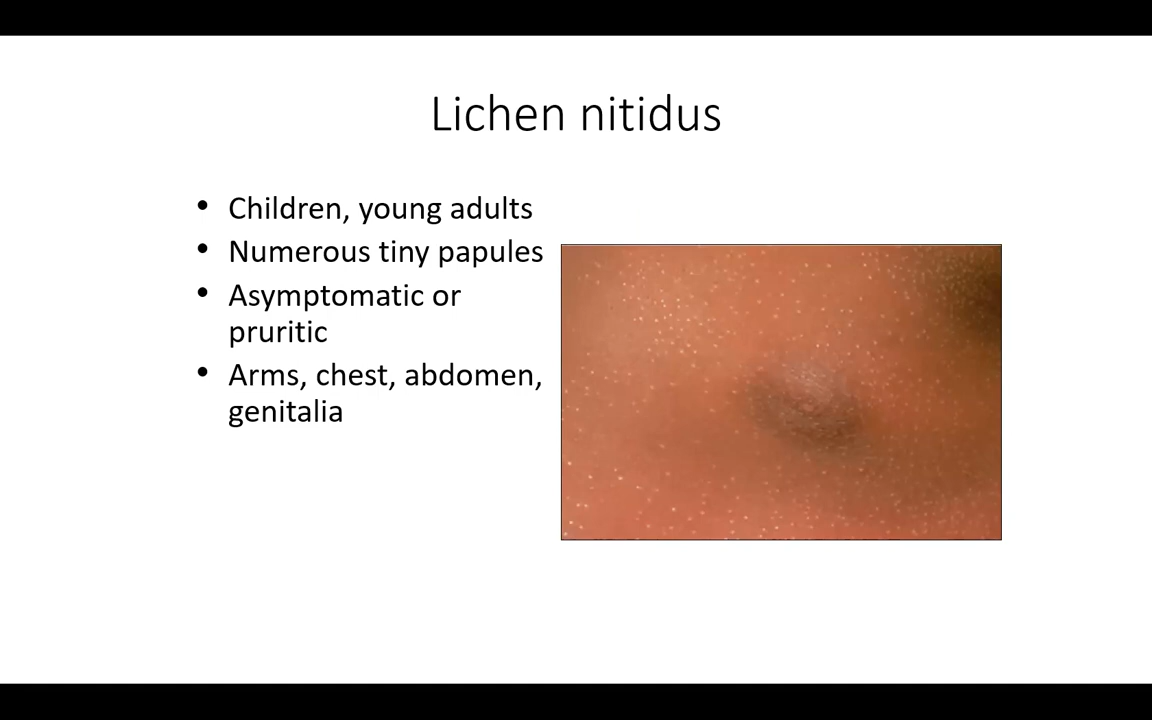 Lichen nitidus
• Children, young adults
• Numerous tiny papules
• Asymptomatic or
pruritic
• Arms, chest, abdomen,
genitalia